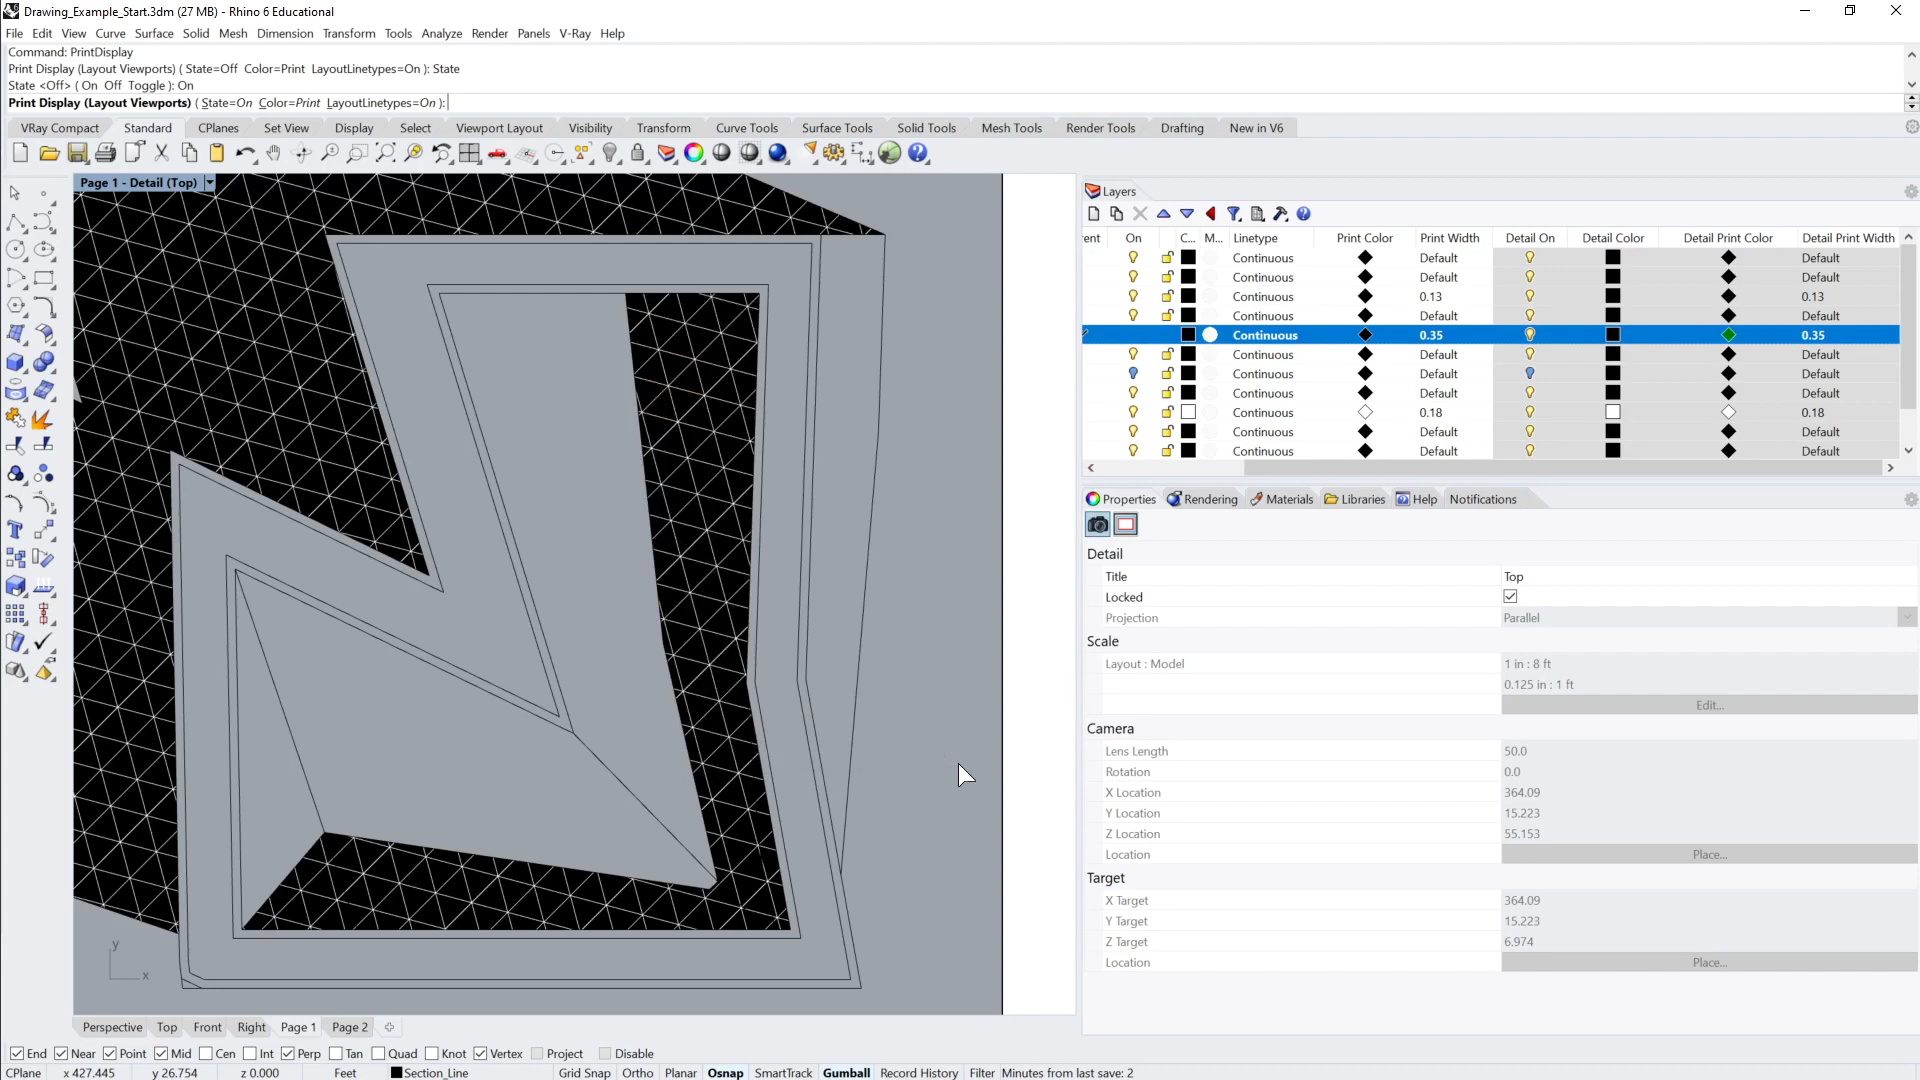 Drawing_Example_Start.3dm (27 MB) - Rhino 6 Educational
File Edit View Curve Surface Solid Mesh Dimension Transform Tools Analyze Render Panels V-Ray Help
Command: PrintDisplay
Print Display (Layout Viewports) ( State=Off Color=Print LayoutLinetypes=On ): State
State <Off> ( On Off Toggle ): On
Print Display (Layout Viewports) ( State=On Color=Print LayoutLinetypes=On ):
VRay Compact Standard CPlanes Set View Display Select Viewport Layout Visibility Transform Curve Tools Surface Tools Solid Tools Mesh Tools Render Tools Drafting New in V6
Page 1 - Detail (Top)
Layers
ent On C... M... Linetype Print Color Print Width Detail On Detail Color Detail Print Color Detail Print Width
Continuous Default Default
Continuous Default Default
Continuous 0.13 0.13
Continuous Default Default
Continuous 0.35 0.35
Continuous Default Default
Continuous Default Default
Continuous Default Default
Continuous 0.18 0.18
Continuous Default Default
Continuous Default Default
Properties Rendering Materials Libraries Help Notifications
Detail
Title Top
Locked
Projection Parallel
Scale
Layout : Model 1 in : 8 ft
0.125 in : 1 ft
Edit...
Camera
Lens Length 50.0
Rotation 0.0
X Location 364.09
Y Location 15.223
Z Location 55.153
Location Place...
Target
X Target 364.09
Y Target 15.223
Z Target 6.974
Location Place...
y
x
Perspective Top Front Right Page 1 Page 2
End Near Point Mid Cen Int Perp Tan Quad Knot Vertex Project Disable
CPlane x 427.445 y 26.754 z 0.000 Feet Section_Line Grid Snap Ortho Planar Osnap SmartTrack Gumball Record History Filter Minutes from last save: 2